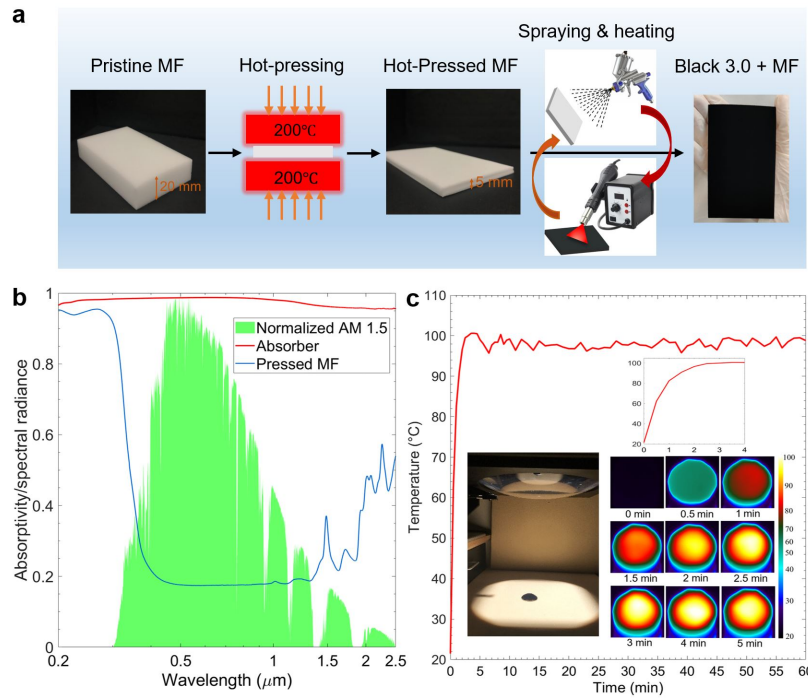 a
Spraying & heating
Pristine MF
Hot-pressing
Hot-Pressed MF
Black 3.0 + MF
200℃
200℃
20 mm
5 mm
b
Absorptivity/spectral radiance
1
0.8
0.6
0.4
0.2
0
Normalized AM 1.5
Absorber
Pressed MF
0.2
0.5
1
1.5
2
2.5
Wavelength (μm)
c
Temperature (°C)
110
100
90
80
70
60
50
40
30
20
100
80
60
40
20
0
1
2
3
4
0 min
0.5 min
1 min
1.5 min
2 min
2.5 min
3 min
4 min
5 min
100
90
80
70
60
50
40
30
20
0
5
10
15
20
25
30
35
40
45
50
55
60
Time (min)